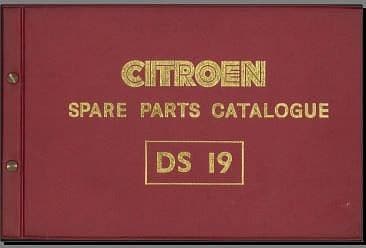 CITROEN
SPARE PARTS CATALOGUE
DS 19